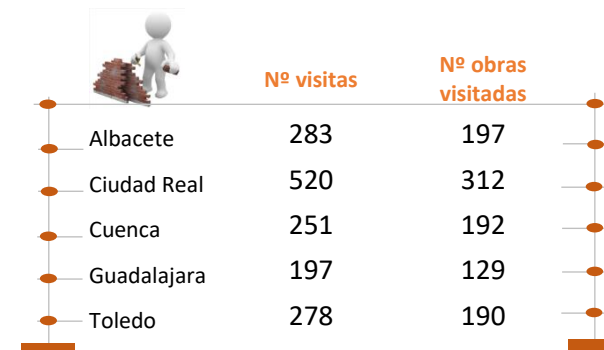 Nº visitas Nº obras visitadas
Albacete 283 197
Ciudad Real 520 312
Cuenca 251 192
Guadalajara 197 129
Toledo 278 190